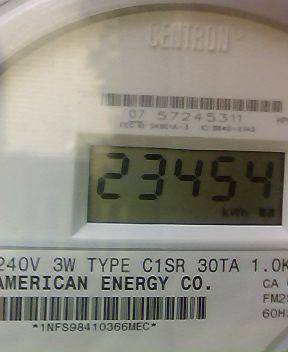 CENTRON
07 57245311
23454
kWh
240V 3W TYPE C1SR 30TA 1.0K
AMERICAN ENERGY CO.
CA
FM2S
60Hz
*1NFS98410366MEC*